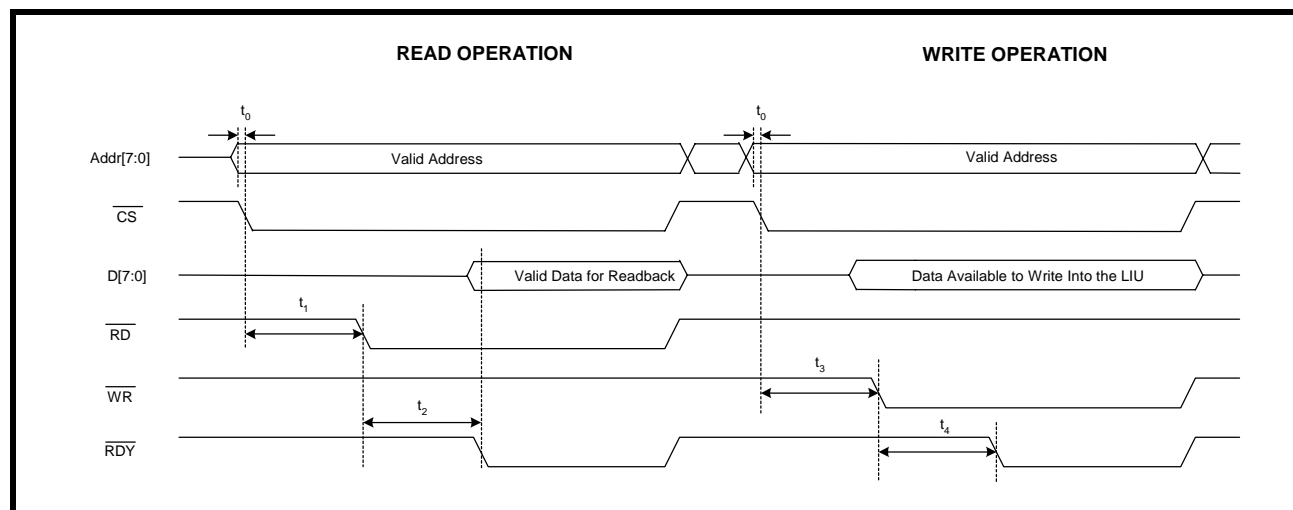 READ OPERATION WRITE OPERATION
t0 t0
Addr[7:0] Valid Address Valid Address
CS
D[7:0] Valid Data for Readback Data Available to Write Into the LIU
t1
RD
t3
WR
t2 t4
RDY